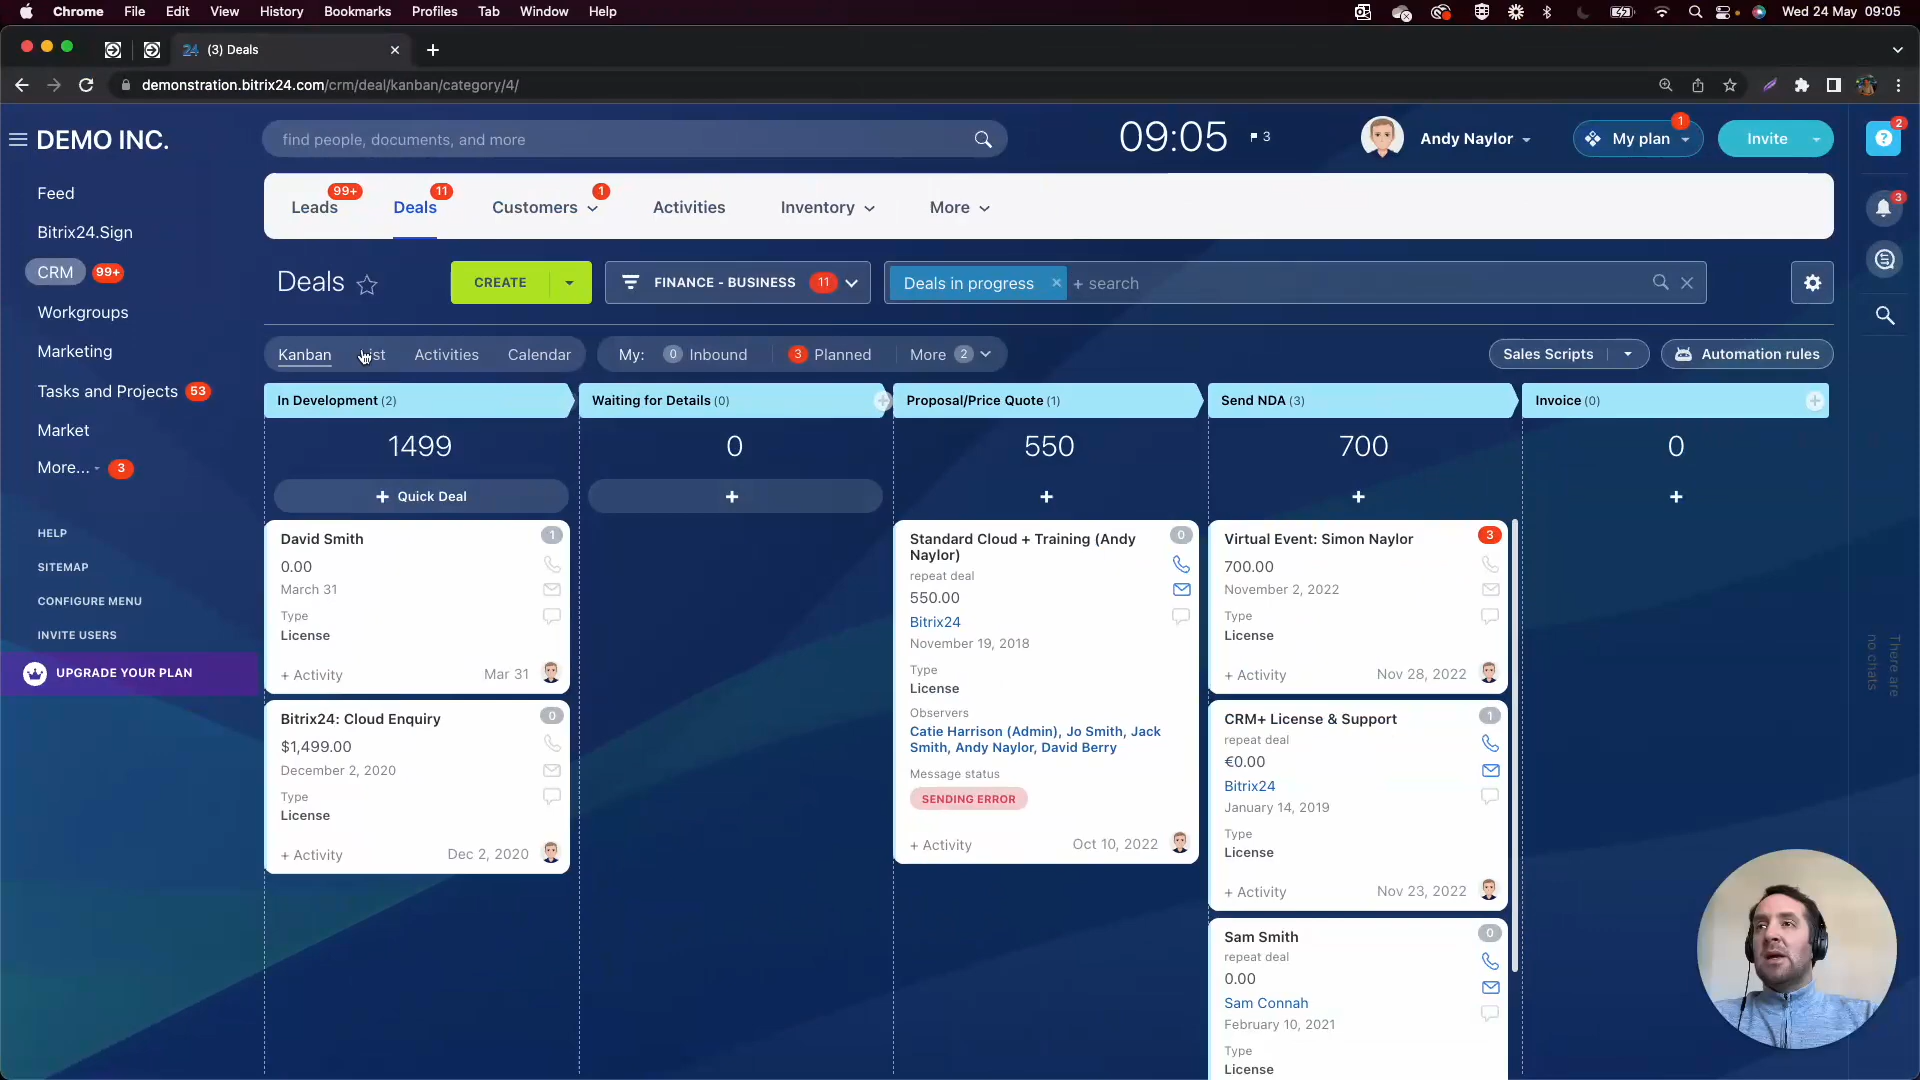 Chrome File Edit View History Bookmarks Profiles Tab Window Help Wed 24 May 09:05
24 (3) Deals
demonstration.bitrix24.com/crm/deal/kanban/category/4/
DEMO INC.
find people, documents, and more
09:05
3
Andy Naylor
My plan
1
Invite
2
3
Feed
Bitrix24.Sign
CRM 99+
Workgroups
Marketing
Tasks and Projects 53
Market
More... 3
HELP
SITEMAP
CONFIGURE MENU
INVITE USERS
UPGRADE YOUR PLAN
Leads 99+
Deals 11
Customers 1
Activities
Inventory
More
Deals
CREATE
FINANCE - BUSINESS 11
Deals in progress
+ search
Kanban
Activities
Calendar
My: 0 Inbound
3 Planned
More 2
Sales Scripts
Automation rules
In Development (2)
1499
+ Quick Deal
David Smith
1
0.00
March 31
Type
License
+ Activity Mar 31
Bitrix24: Cloud Enquiry
0
$1,499.00
December 2, 2020
Type
License
+ Activity Dec 2, 2020
Waiting for Details (0)
0
+
Proposal/Price Quote (1)
550
+
Standard Cloud + Training (Andy
Naylor)
0
repeat deal
550.00
Bitrix24
November 19, 2018
Type
License
Observers
Catie Harrison (Admin), Jo Smith, Jack
Smith, Andy Naylor, David Berry
Message status
SENDING ERROR
+ Activity Oct 10, 2022
Send NDA (3)
700
+
Virtual Event: Simon Naylor
3
700.00
November 2, 2022
Type
License
+ Activity Nov 28, 2022
CRM+ License & Support
1
repeat deal
€0.00
Bitrix24
January 14, 2019
Type
License
+ Activity Nov 23, 2022
Sam Smith
0
repeat deal
0.00
Sam Connah
February 10, 2021
Type
License
Invoice (0)
0
+
There are
no chats